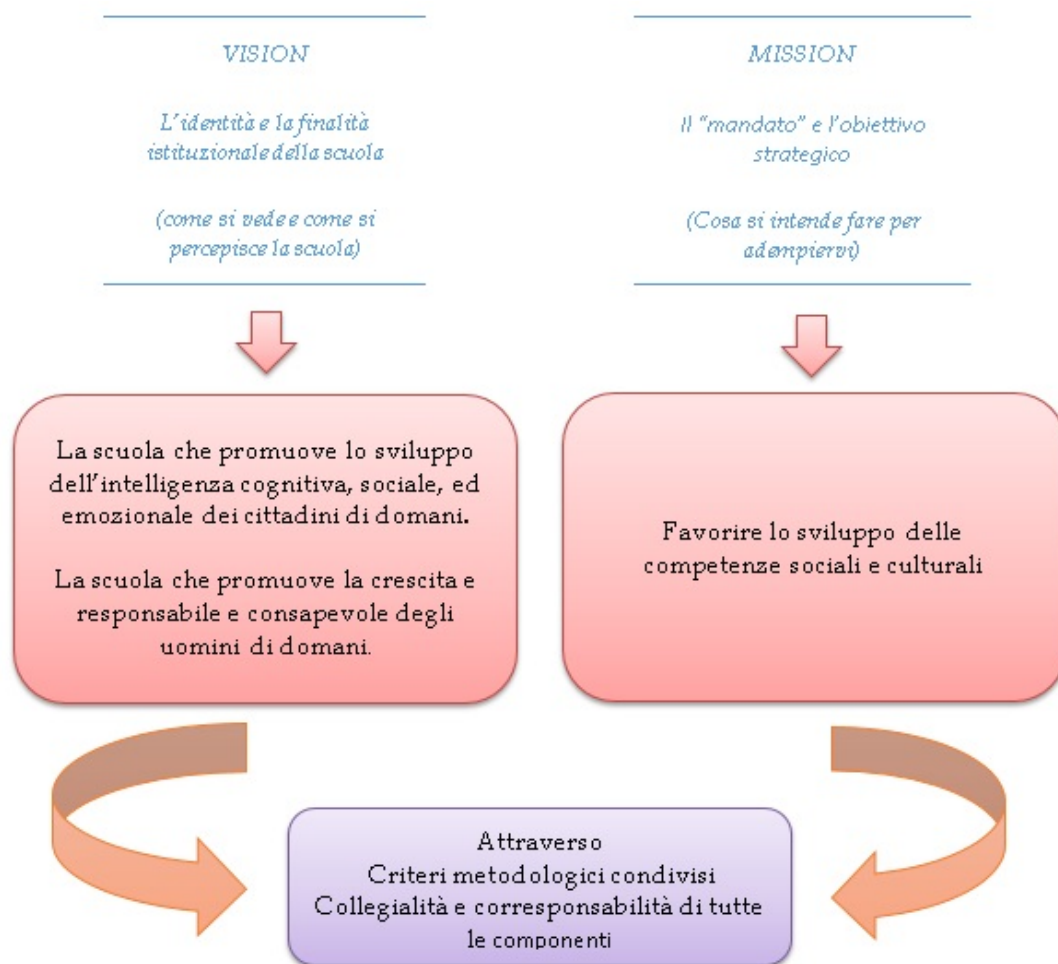 VISION
L'identità e la finalità
istituzionale della scuola
(come si vede e come si
percepisce la scuola)
MISSION
Il "mandato" e l'obiettivo
strategico
(Cosa si intende fare per
adempiervi)
La scuola che promuove lo sviluppo
dell'intelligenza cognitiva, sociale, ed
emozionale dei cittadini di domani.
La scuola che promuove la crescita e
responsabile e consapevole degli
uomini di domani.
Favorire lo sviluppo delle
competenze sociali e culturali
Attraverso
Criteri metodologici condivisi
Collegialità e corresponsabilità di tutte
le componenti